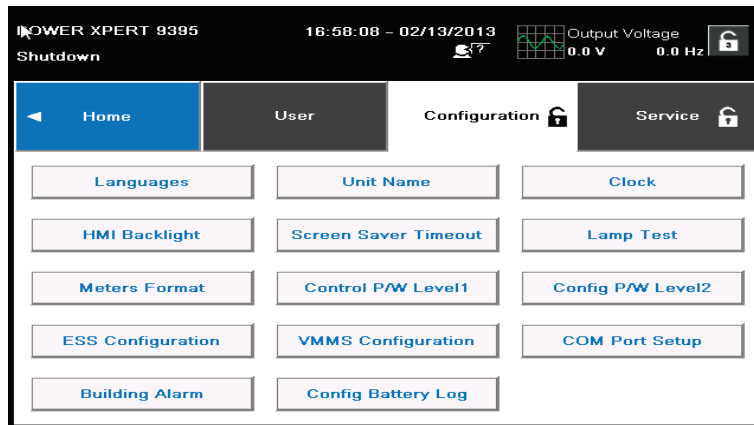 POWER XPERT 9395
16:58:08 - 02/13/2013
Output Voltage
Shutdown
?
0.0 V 0.0 Hz
Home User Configuration Service
Languages Unit Name Clock
HMI Backlight Screen Saver Timeout Lamp Test
Meters Format Control P/W Level1 Config P/W Level2
ESS Configuration VMMS Configuration COM Port Setup
Building Alarm Config Battery Log